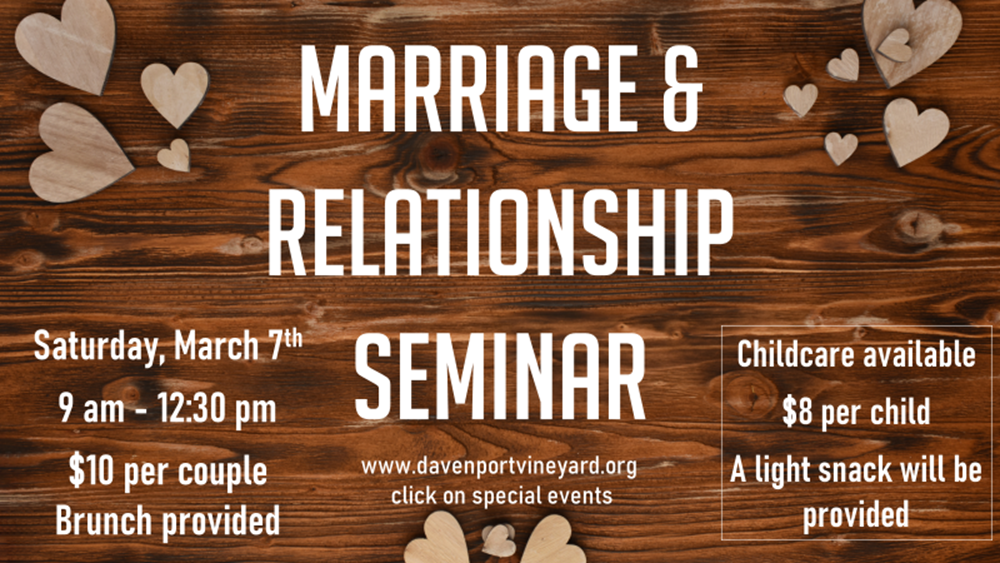 MARRIAGE &
RELATIONSHIP
SEMINAR
Saturday, March 7th
9 am - 12:30 pm
$10 per couple
Brunch provided
www.davenportvineyard.org
click on special events
Childcare available
$8 per child
A light snack will be
provided